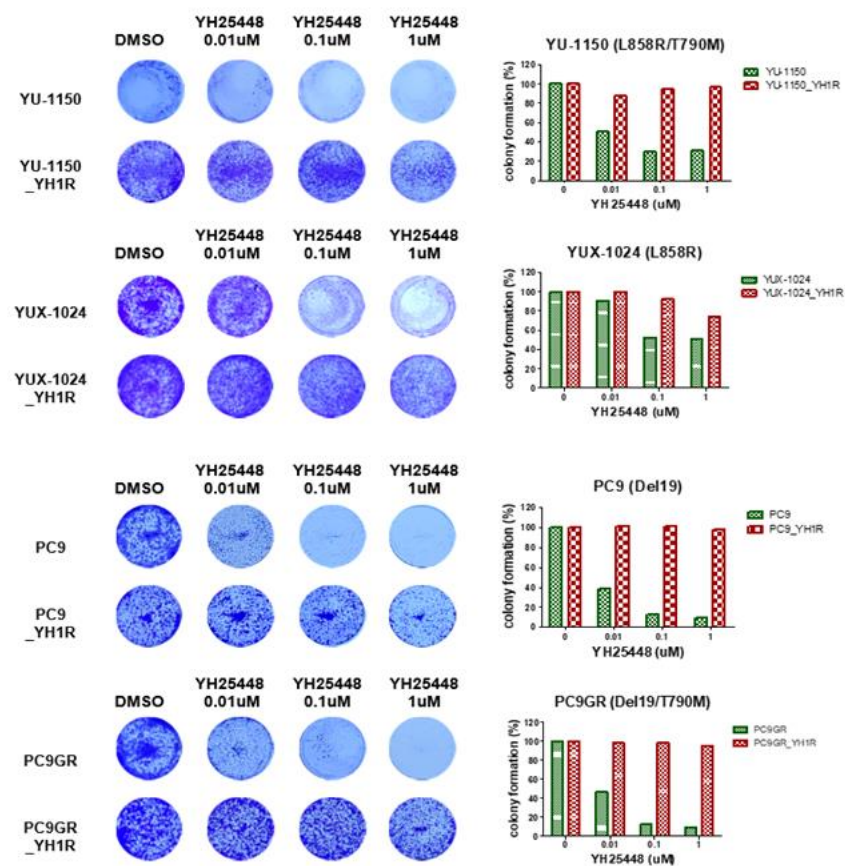 DMSO
YH25448
0.01uM
YH25448
0.1uM
YH25448
1uM
YU-1150
YU-1150
_YH1R
YU-1150 (L858R/T790M)
YU-1150
YU-1150_YH1R
colony formation (%)
120
100
80
60
40
20
0
0
0.01
0.1
1
YH25448 (uM)
DMSO
YH25448
0.01uM
YH25448
0.1uM
YH25448
1uM
YUX-1024
YUX-1024
_YH1R
YUX-1024 (L858R)
YUX-1024
YUX-1024_YH1R
colony formation (%)
120
100
80
60
40
20
0
0
0.01
0.1
1
YH25448 (uM)
DMSO
YH25448
0.01uM
YH25448
0.1uM
YH25448
1uM
PC9
PC9
_YH1R
PC9 (Del19)
PC9
PC9_YH1R
colony formation (%)
120
100
80
60
40
20
0
0
0.01
0.1
1
YH25448 (uM)
DMSO
YH25448
0.01uM
YH25448
0.1uM
YH25448
1uM
PC9GR
PC9GR
_YH1R
PC9GR (Del19/T790M)
PC9GR
PC9GR_YH1R
colony formation (%)
120
100
80
60
40
20
0
0
0.01
0.1
1
YH25448 (uM)